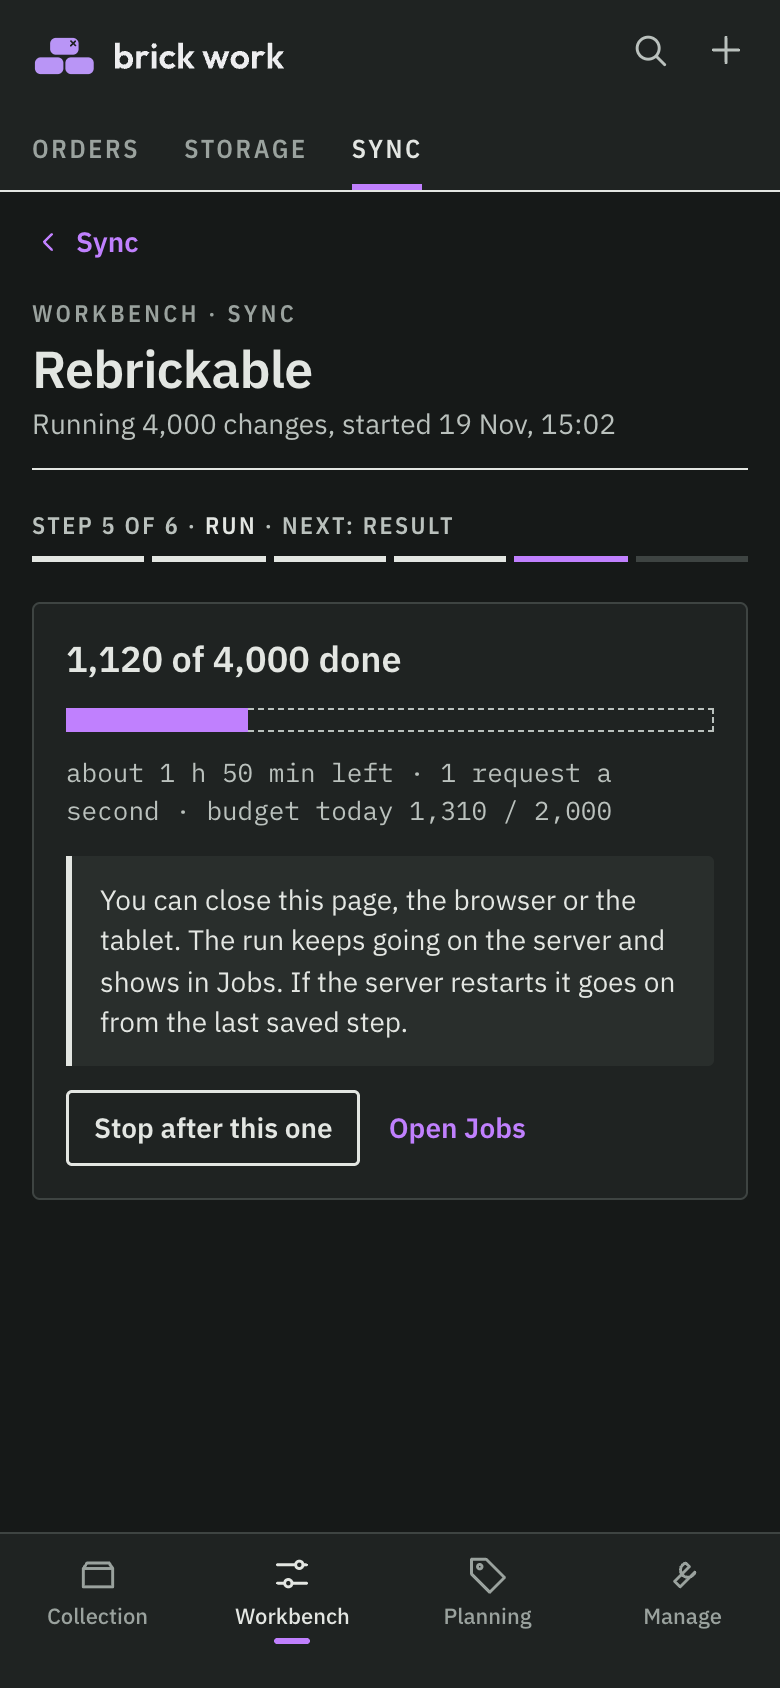 brick work
ORDERS STORAGE SYNC
Sync
WORKBENCH · SYNC
Rebrickable
Running 4,000 changes, started 19 Nov, 15:02
STEP 5 OF 6 · RUN · NEXT: RESULT
1,120 of 4,000 done
about 1 h 50 min left · 1 request a
second · budget today 1,310 / 2,000
You can close this page, the browser or the
tablet. The run keeps going on the server and
shows in Jobs. If the server restarts it goes on
from the last saved step.
Stop after this one Open Jobs
Collection Workbench Planning Manage